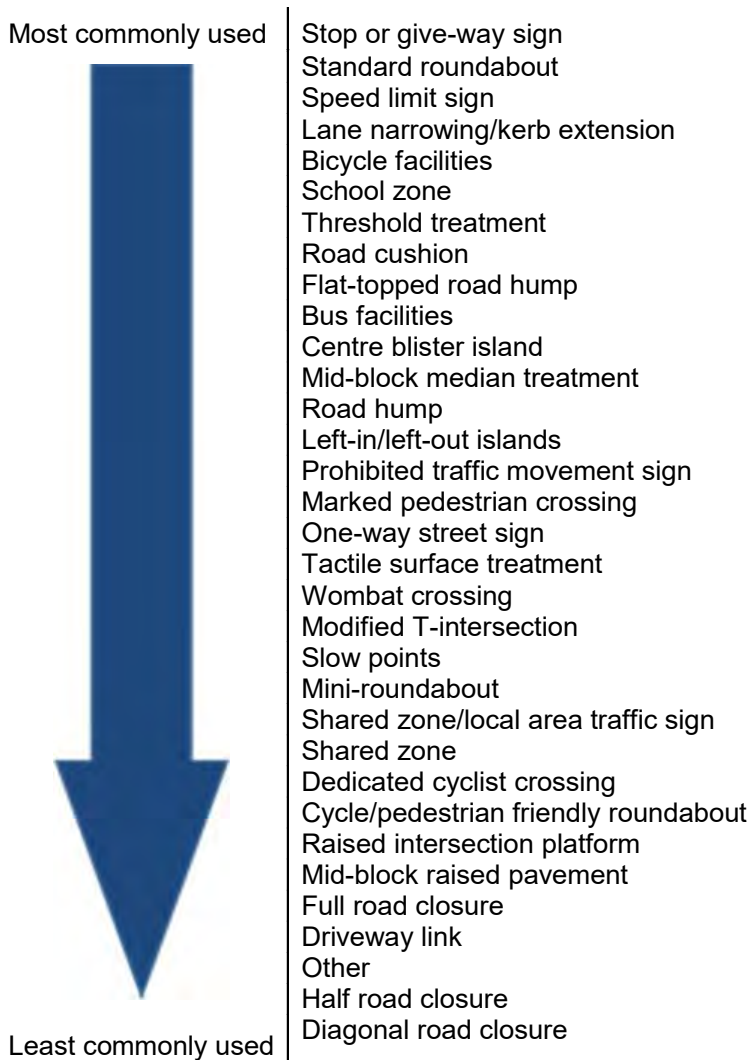 Most commonly used
Stop or give-way sign
Standard roundabout
Speed limit sign
Lane narrowing/kerb extension
Bicycle facilities
School zone
Threshold treatment
Road cushion
Flat-topped road hump
Bus facilities
Centre blister island
Mid-block median treatment
Road hump
Left-in/left-out islands
Prohibited traffic movement sign
Marked pedestrian crossing
One-way street sign
Tactile surface treatment
Wombat crossing
Modified T-intersection
Slow points
Mini-roundabout
Shared zone/local area traffic sign
Shared zone
Dedicated cyclist crossing
Cycle/pedestrian friendly roundabout
Raised intersection platform
Mid-block raised pavement
Full road closure
Driveway link
Other
Half road closure
Diagonal road closure
Least commonly used